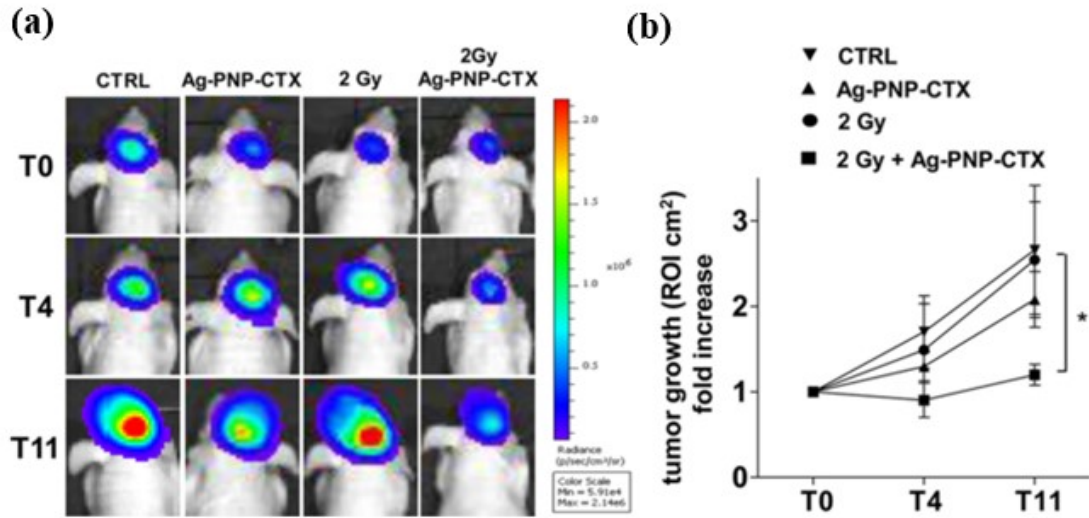 (a)
CTRL Ag-PNP-CTX 2 Gy 2Gy Ag-PNP-CTX
T0
T4
T11
2.0
1.5
x10⁶
1.0
0.5
Radiance
(p/sec/cm²/sr)
Color Scale
Min = 5.91e4
Max = 2.14e6
(b)
CTRL
Ag-PNP-CTX
2 Gy
2 Gy + Ag-PNP-CTX
tumor growth (ROI cm²)
fold increase
3
2
1
0
*
T0 T4 T11